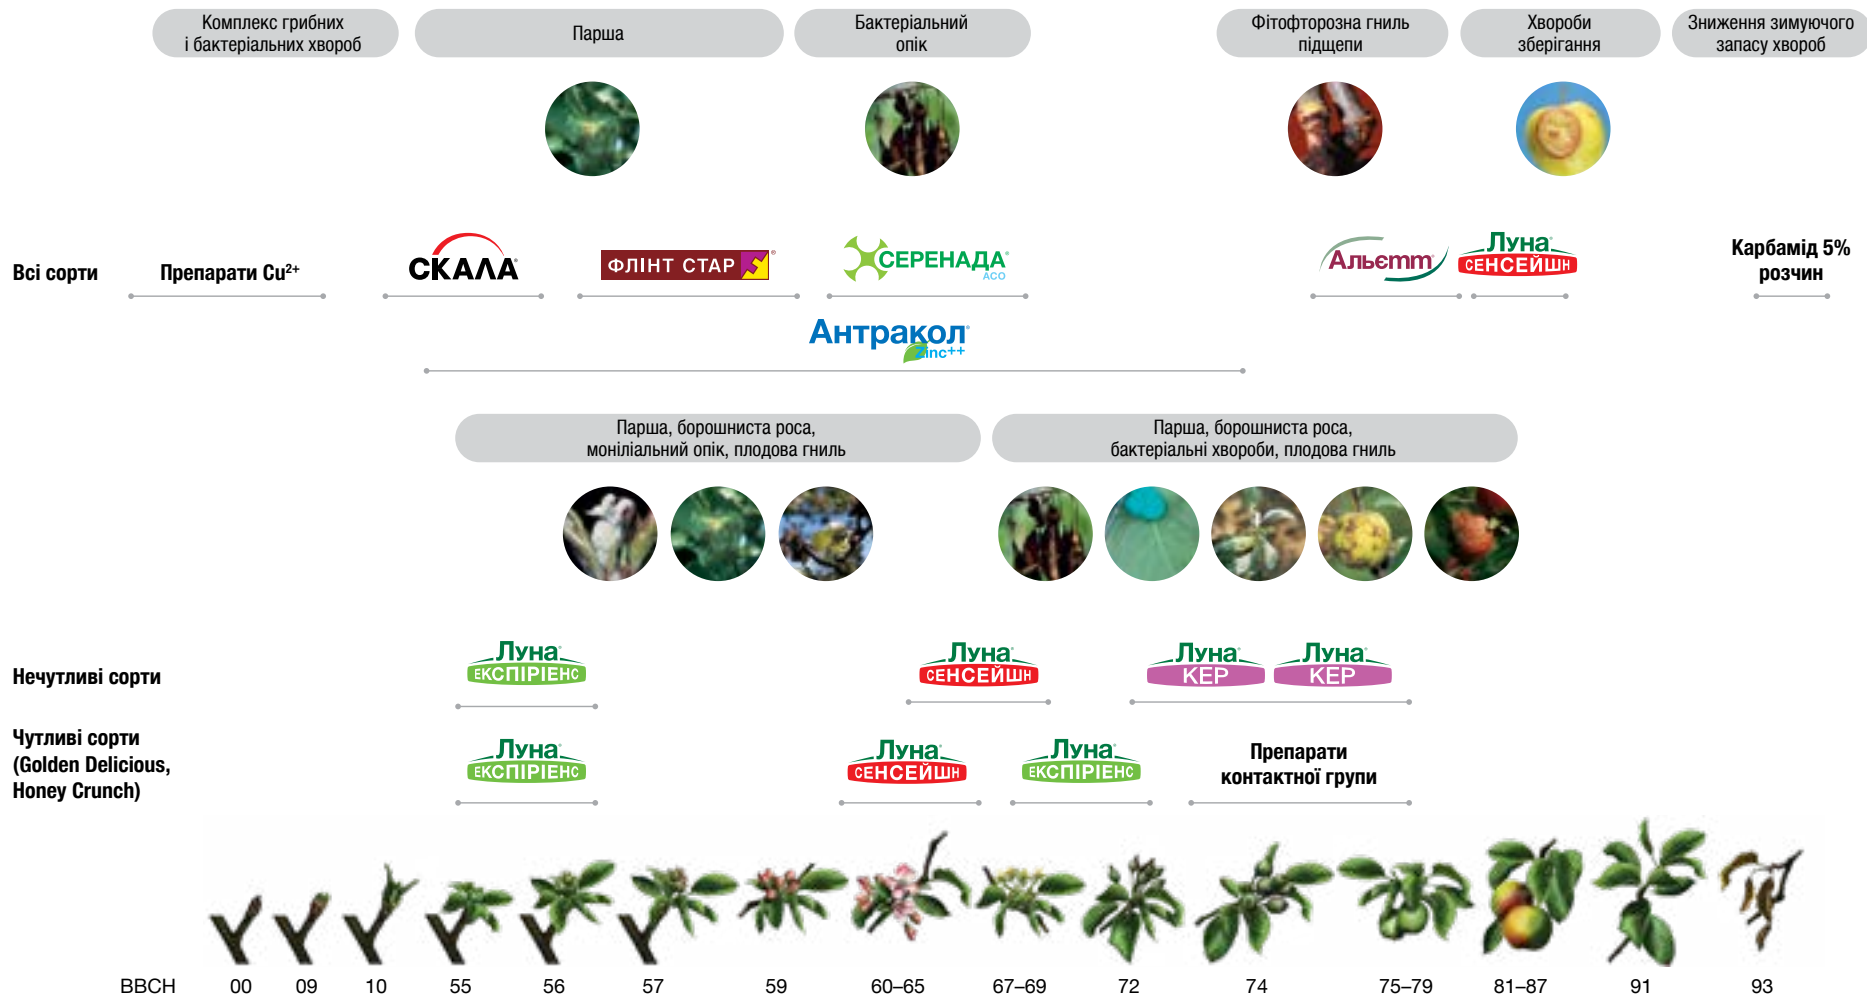 Комплекс грибних
і бактеріальних хвороб
Парша
Бактеріальний
опік
Фітофторозна гниль
підщепи
Хвороби
зберігання
Зниження зимуючого
запасу хвороб
Всі сорти
Препарати Cu²⁺
СКАЛА®
ФЛІНТ СТАР®
СЕРЕНАДА®
АСО
Альєтт®
Луна®
СЕНСЕЙШН
Карбамід 5%
розчин
Антракол®
Zinc⁺⁺
Парша, борошниста роса,
моніліальний опік, плодова гниль
Парша, борошниста роса,
бактеріальні хвороби, плодова гниль
Нечутливі сорти
Луна®
ЕКСПІРІЕНС
Луна®
СЕНСЕЙШН
Луна®
КЕР
Луна®
КЕР
Чутливі сорти
(Golden Delicious,
Honey Crunch)
Луна®
ЕКСПІРІЕНС
Луна®
СЕНСЕЙШН
Луна®
ЕКСПІРІЕНС
Препарати
контактної групи
BBCH 00 09 10 55 56 57 59 60–65 67–69 72 74 75–79 81–87 91 93